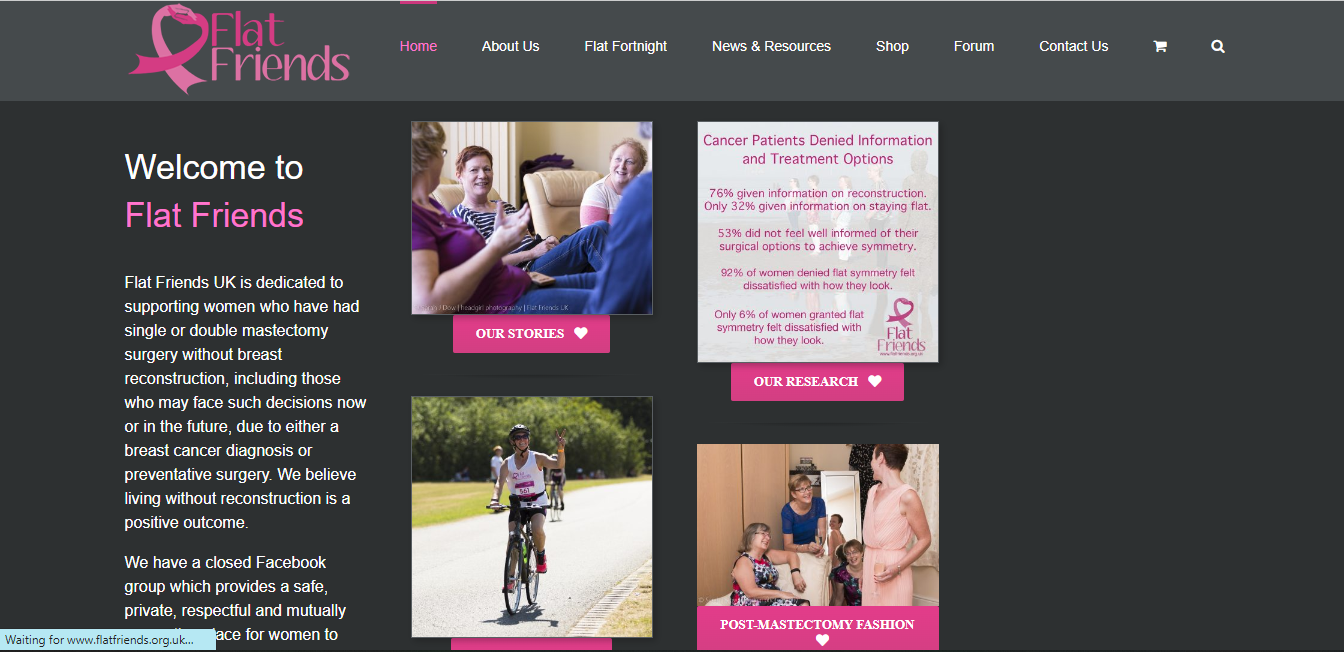 Flat
Friends
Home
About Us
Flat Fortnight
News & Resources
Shop
Forum
Contact Us
Welcome to
Flat Friends
Flat Friends UK is dedicated to
supporting women who have had
single or double mastectomy
surgery without breast
reconstruction, including those
who may face such decisions now
or in the future, due to either a
breast cancer diagnosis or
preventative surgery. We believe
living without reconstruction is a
positive outcome.
We have a closed Facebook
group which provides a safe,
private, respectful and mutually
place for women to
Waiting for www.flatfriends.org.uk...
headgirl photography | Flat Friends UK
OUR STORIES
561
Cancer Patients Denied Information
and Treatment Options
76% given information on reconstruction.
Only 32% given information on staying flat.
53% did not feel well informed of their
surgical options to achieve symmetry.
92% of women denied flat symmetry felt
dissatisfied with how they look.
Only 6% of women granted flat
symmetry felt dissatisfied with
how they look.
Flat
Friends
www.flatfriends.org.uk
OUR RESEARCH
POST-MASTECTOMY FASHION